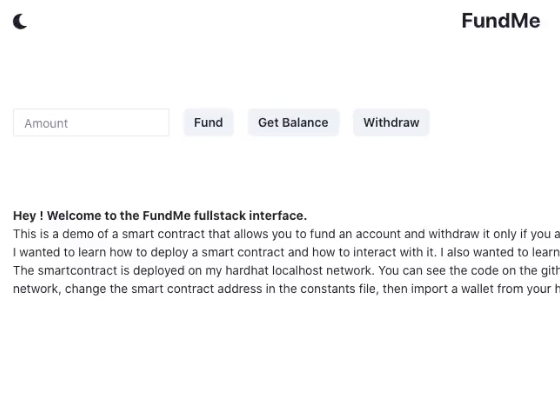 FundMe
Amount
Fund
Get Balance
Withdraw
Hey ! Welcome to the FundMe fullstack interface.
This is a demo of a smart contract that allows you to fund an account and withdraw it only if you a
I wanted to learn how to deploy a smart contract and how to interact with it. I also wanted to learn
The smartcontract is deployed on my hardhat localhost network. You can see the code on the gith
network, change the smart contract address in the constants file, then import a wallet from your h